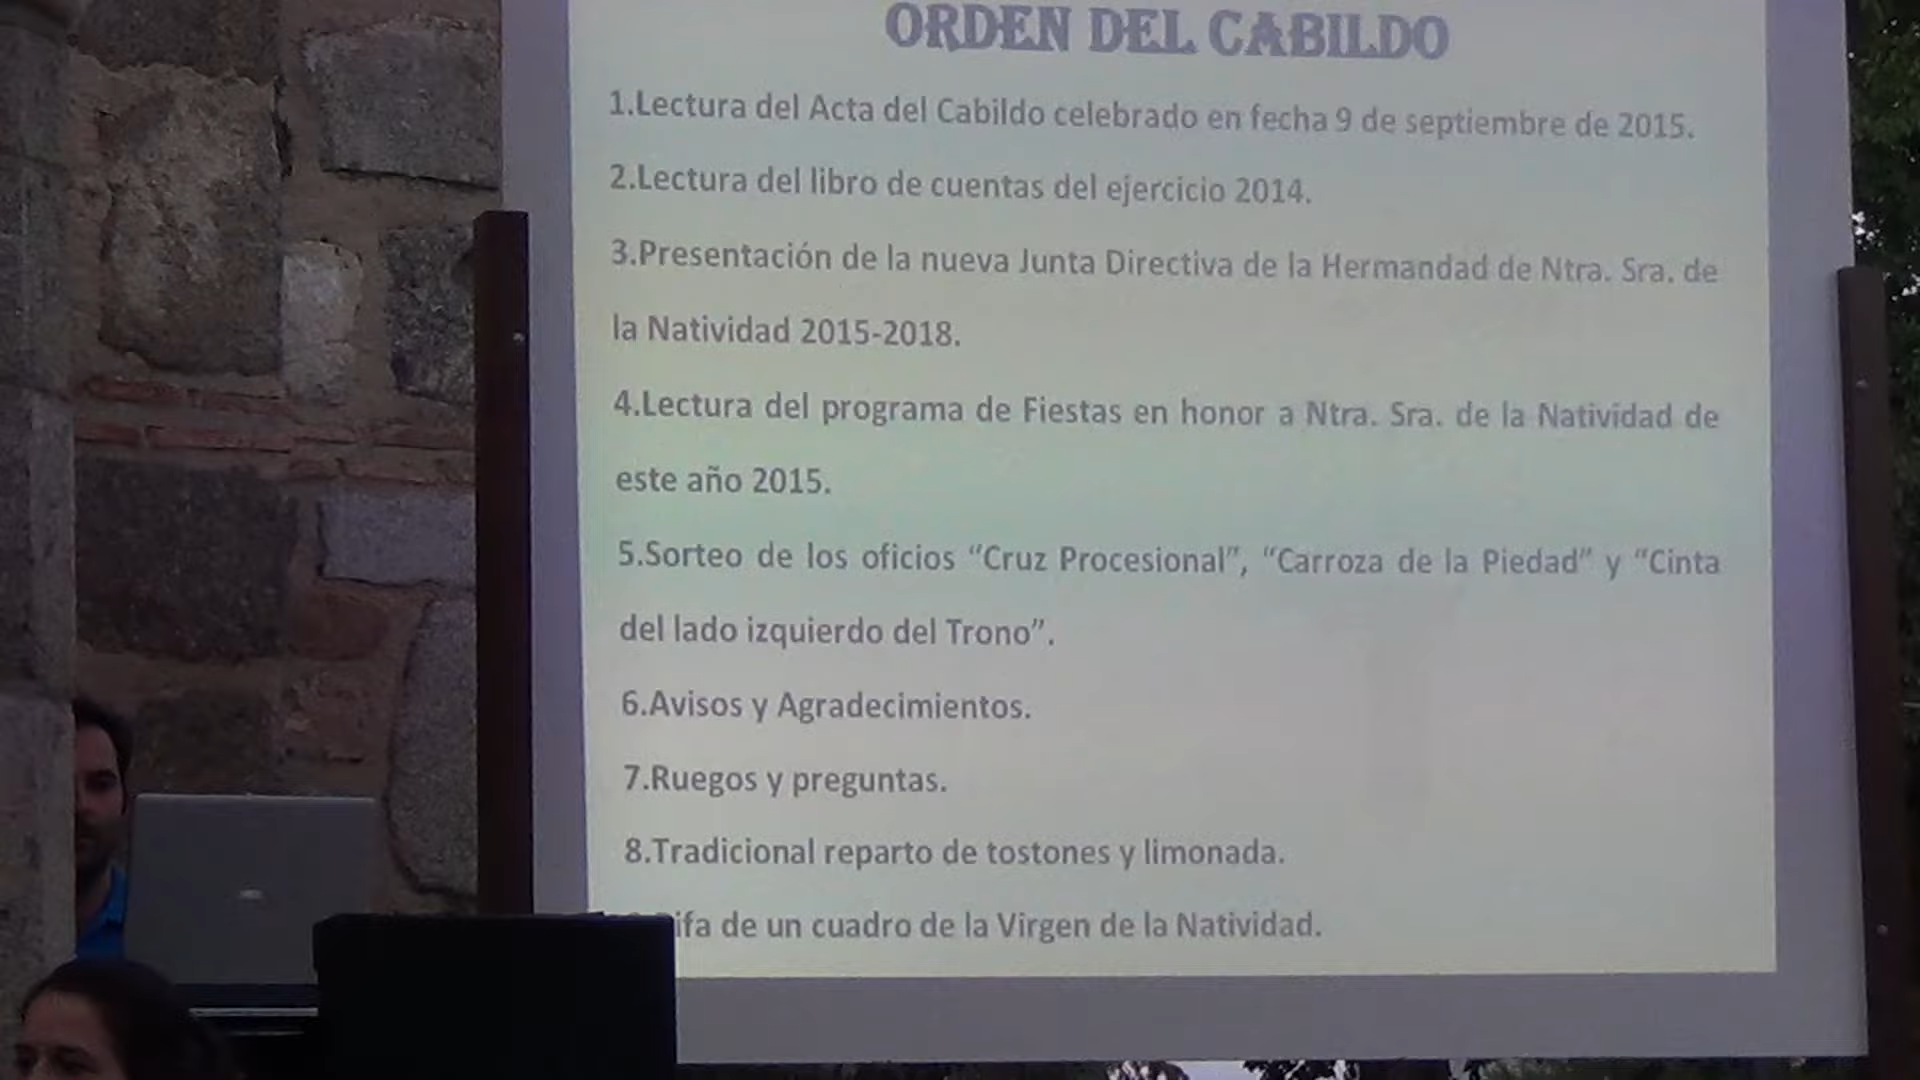 ORDEN DEL CABILDO
1.Lectura del Acta del Cabildo celebrado en fecha 9 de septiembre de 2015.
2.Lectura del libro de cuentas del ejercicio 2014.
3.Presentación de la nueva Junta Directiva de la Hermandad de Ntra. Sra. de
la Natividad 2015-2018.
4.Lectura del programa de Fiestas en honor a Ntra. Sra. de la Natividad de
este año 2015.
5.Sorteo de los oficios “Cruz Procesional”, “Carroza de la Piedad” y “Cinta
del lado izquierdo del Trono”.
6.Avisos y Agradecimientos.
7.Ruegos y preguntas.
8.Tradicional reparto de tostones y limonada.
de un cuadro de la Virgen de la Natividad.